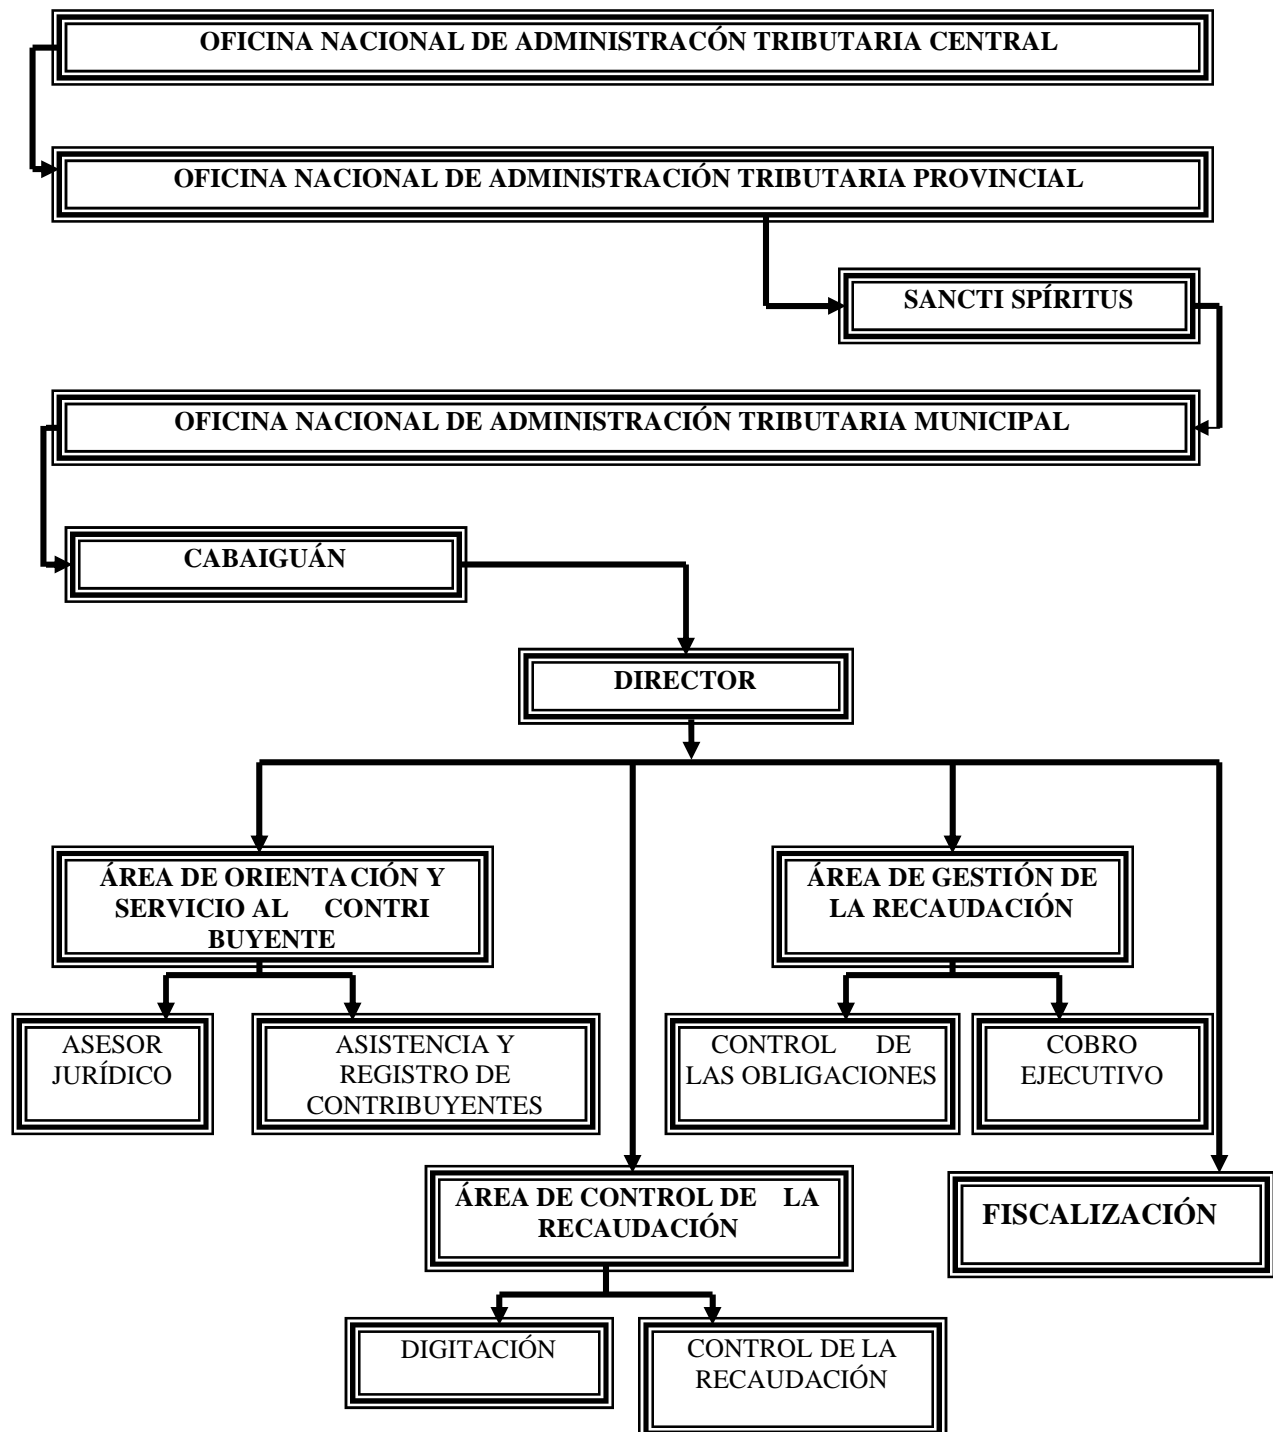 OFICINA NACIONAL DE ADMINISTRACÓN TRIBUTARIA CENTRAL
OFICINA NACIONAL DE ADMINISTRACIÓN TRIBUTARIA PROVINCIAL
SANCTI SPÍRITUS
OFICINA NACIONAL DE ADMINISTRACIÓN TRIBUTARIA MUNICIPAL
CABAIGUÁN
DIRECTOR
ÁREA DE ORIENTACIÓN Y
SERVICIO AL CONTRI
BUYENTE
ÁREA DE GESTIÓN DE
LA RECAUDACIÓN
ASESOR
JURÍDICO
ASISTENCIA Y
REGISTRO DE
CONTRIBUYENTES
CONTROL DE
LAS OBLIGACIONES
COBRO
EJECUTIVO
ÁREA DE CONTROL DE LA
RECAUDACIÓN
FISCALIZACIÓN
DIGITACIÓN
CONTROL DE LA
RECAUDACIÓN